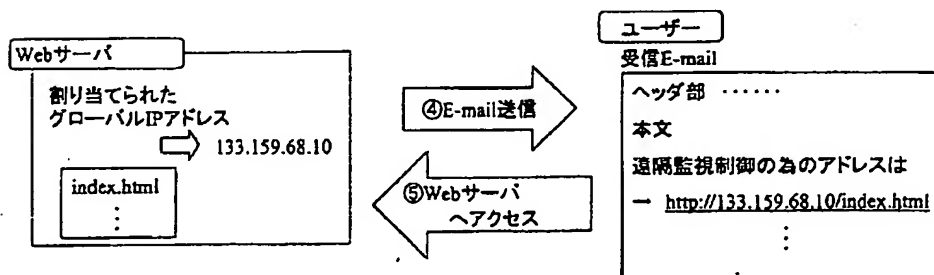 Webサーバ
割り当てられた
グローバルIPアドレス
133.159.68.10
index.html
⋮
④E-mail送信
⑤Webサーバ
へアクセス
ユーザー
受信E-mail
ヘッダ部 ……
本文
遠隔監視制御の為のアドレスは
→ http://133.159.68.10/index.html
⋮